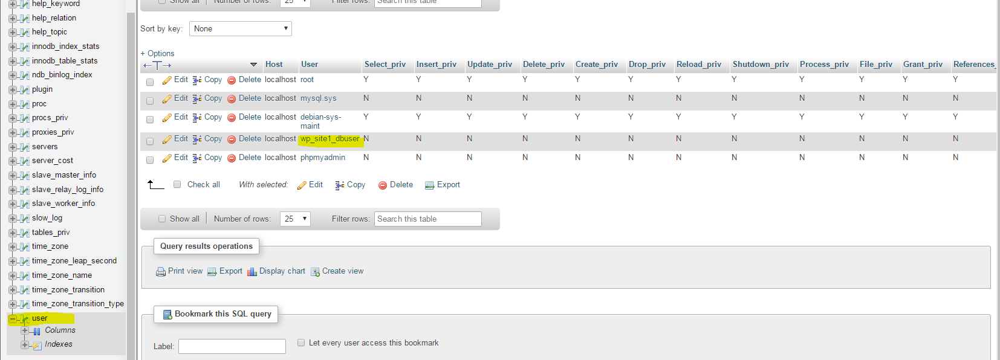 help_keyword
help_relation
help_topic
innodb_index_stats
innodb_table_stats
ndb_binlog_index
plugin
proc
procs_priv
proxies_priv
servers
server_cost
slave_master_info
slave_relay_log_info
slave_worker_info
slow_log
tables_priv
time_zone
time_zone_leap_second
time_zone_name
time_zone_transition
time_zone_transition_type
user
Columns
Indexes
Show all Number of rows: 25 Filter rows: Search this table
Sort by key: None
+ Options
←T→ Host User Select_priv Insert_priv Update_priv Delete_priv Create_priv Drop_priv Reload_priv Shutdown_priv Process_priv File_priv Grant_priv References_
Edit Copy Delete localhost root Y Y Y Y Y Y Y Y Y Y Y Y
Edit Copy Delete localhost mysql.sys N N N N N N N N N N N N
Edit Copy Delete localhost debian-sys- Y Y Y Y Y Y Y Y Y Y Y Y
maint
Edit Copy Delete localhost wp_site1_dbuser N N N N N N N N N N N N
Edit Copy Delete localhost phpmyadmin N N N N N N N N N N N N
Check all With selected: Edit Copy Delete Export
Show all Number of rows: 25 Filter rows: Search this table
Query results operations
Print view Export Display chart Create view
Bookmark this SQL query
Label: Let every user access this bookmark